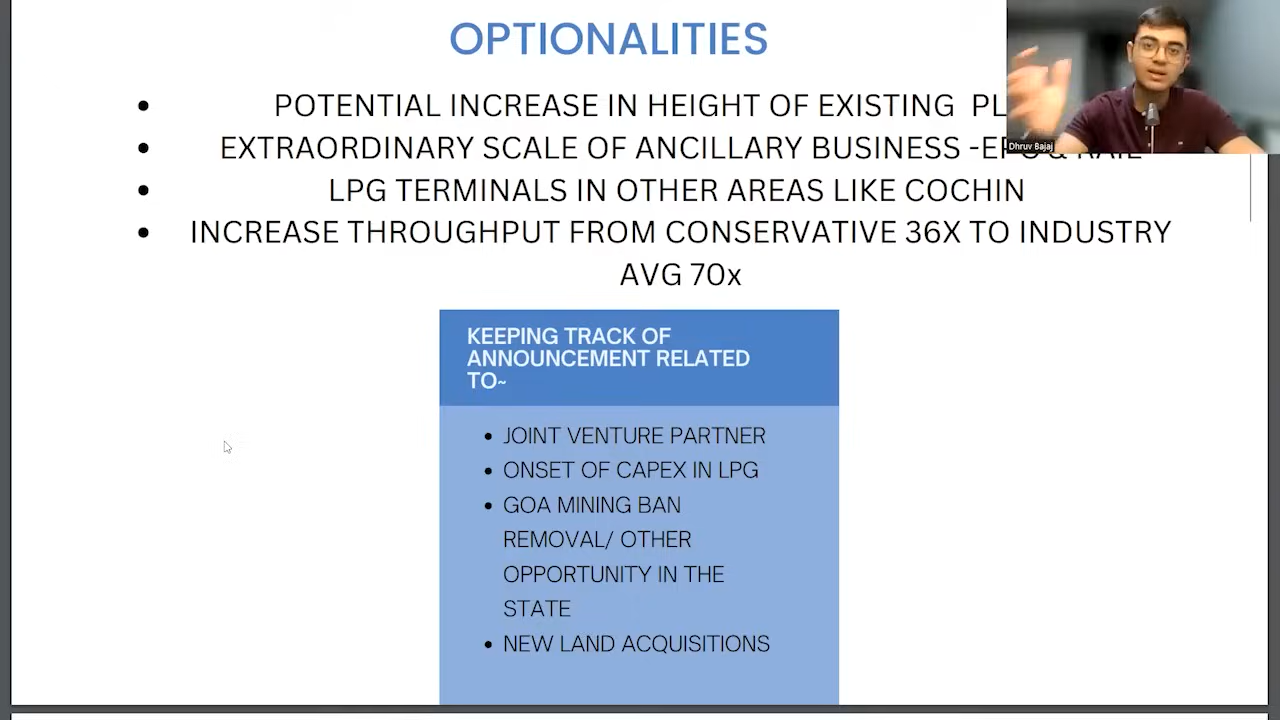 OPTIONALITIES
• POTENTIAL INCREASE IN HEIGHT OF EXISTING
• EXTRAORDINARY SCALE OF ANCILLARY BUSINESS
• LPG TERMINALS IN OTHER AREAS LIKE COCHIN
• INCREASE THROUGHPUT FROM CONSERVATIVE 36X TO INDUSTRY
AVG 70x
Dhruv Bajaj
KEEPING TRACK OF
ANNOUNCEMENT RELATED
TO~
• JOINT VENTURE PARTNER
• ONSET OF CAPEX IN LPG
• GOA MINING BAN
REMOVAL/ OTHER
OPPORTUNITY IN THE
STATE
• NEW LAND ACQUISITIONS